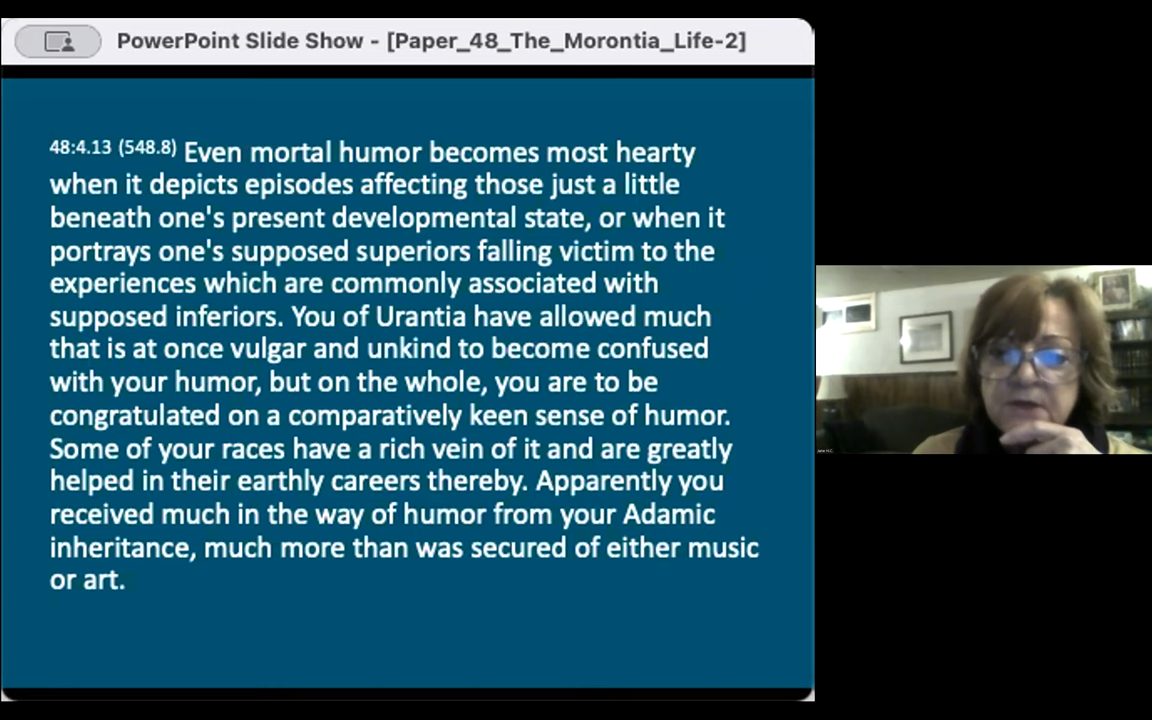 PowerPoint Slide Show - [Paper_48_The_Morontia_Life-2]
48:4.13 (548.8) Even mortal humor becomes most hearty
when it depicts episodes affecting those just a little
beneath one's present developmental state, or when it
portrays one's supposed superiors falling victim to the
experiences which are commonly associated with
supposed inferiors. You of Urantia have allowed much
that is at once vulgar and unkind to become confused
with your humor, but on the whole, you are to be
congratulated on a comparatively keen sense of humor.
Some of your races have a rich vein of it and are greatly
helped in their earthly careers thereby. Apparently you
received much in the way of humor from your Adamic
inheritance, much more than was secured of either music
or art.